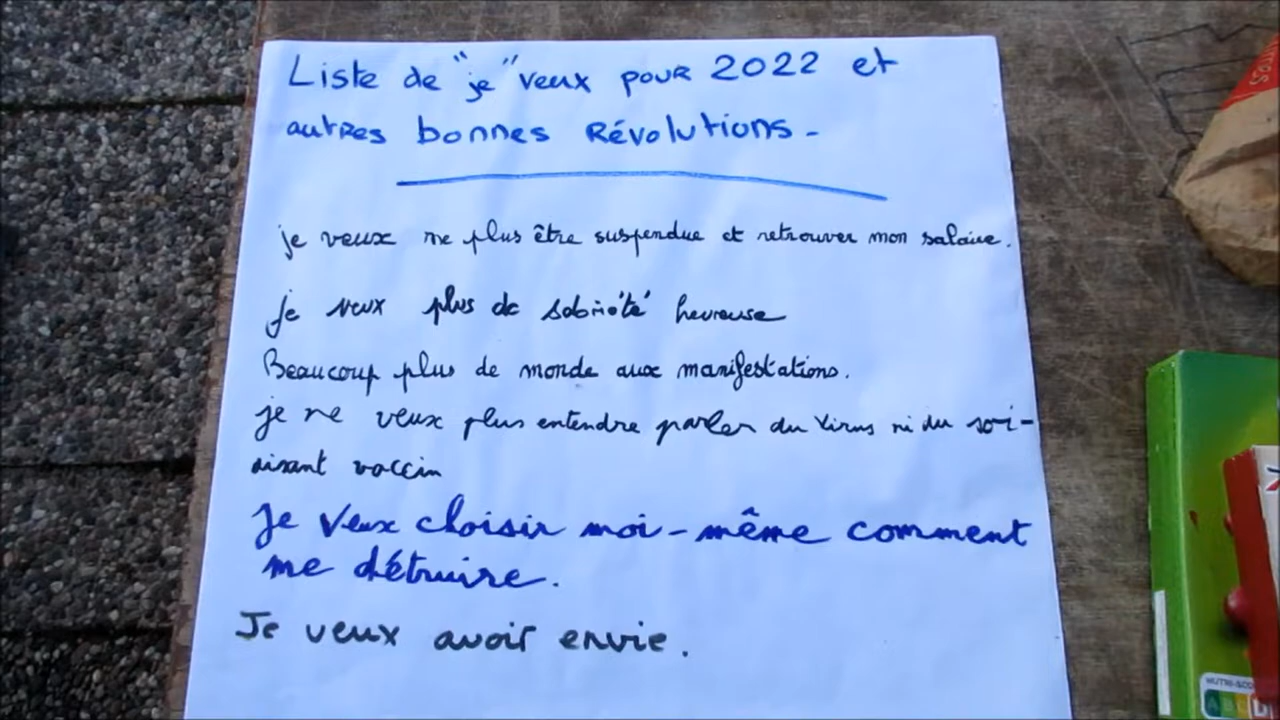 Liste de "je" veux pour 2022 et
autres bonnes Révolutions -
je veux ne plus être suspendue et retrouver mon salaire.
je veux plus de sobriété heureuse
Beaucoup plus de monde aux manifestations.
je ne veux plus entendre parler du virus ni du soi-
disant vaccin
Je veux choisir moi-même comment
me détruire.
Je veux avoir envie.
NUTRI-SCO
A B C D